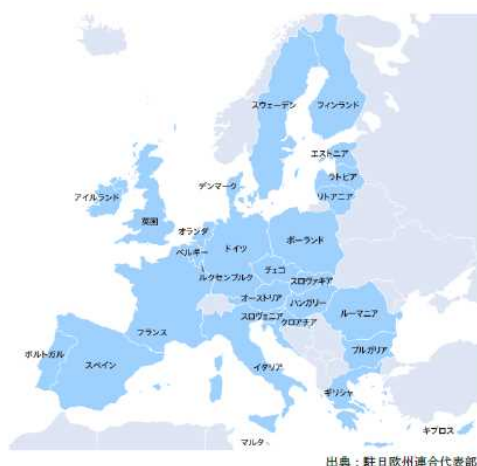 スウェーデン
フィンランド
エストニア
ラトビア
リトアニア
デンマーク
アイルランド
英国
オランダ
ベルギー
ドイツ
ポーランド
ルクセンブルク
チェコ
スロヴァキア
オーストリア
ハンガリー
スロヴェニア
クロアチア
ルーマニア
フランス
ブルガリア
ポルトガル
スペイン
イタリア
ギリシャ
キプロス
マルタ
出典:駐日欧州連合代表部